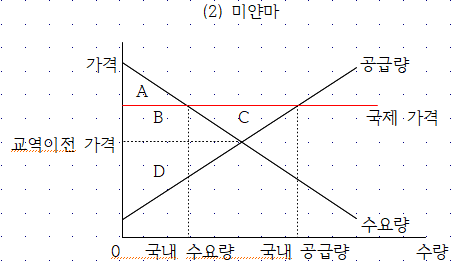 (2) 미얀마
가격
공급량
A
B
C
국제 가격
교역이전 가격
D
수요량
0 국내 수요량 국내 공급량 수량